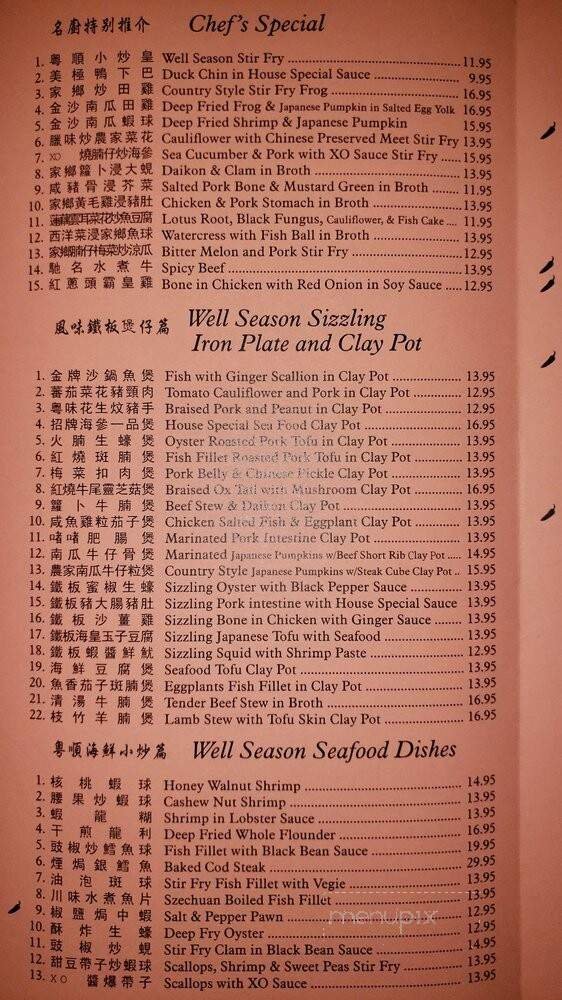 名廚特別推介 Chef's Special
1. 粵順小炒皇 Well Season Stir Fry 11.95
2. 美極鴨下巴 Duck Chin in House Special Sauce 9.95
3. 家鄉炒田雞 Country Style Stir Fry Frog 16.95
4. 金沙南瓜田雞 Deep Fried Frog & Japanese Pumpkin in Salted Egg Yolk 16.95
5. 金沙南瓜蝦球 Deep Fried Shrimp & Japanese Pumpkin 15.95
6. 臘味炒農家菜花 Cauliflower with Chinese Preserved Meet Stir Fry 13.95
7. XO 燒腩仔炒海參 Sea Cucumber & Pork with XO Sauce Stir Fry 15.95
8. 家鄉蘿卜浸大蜆 Daikon & Clam in Broth 13.95
9. 咸豬骨浸芥菜 Salted Pork Bone & Mustard Green in Broth 11.95
10. 家鄉黃毛雞浸豬肚 Chicken & Pork Stomach in Broth 13.95
11. 蓮藕雲耳菜花炒魚豆腐 Lotus Root, Black Fungus, Cauliflower, & Fish Cake 11.95
12. 西洋菜浸家鄉魚球 Watercress with Fish Ball in Broth 13.95
13. 家鄉腩仔梅菜炒涼瓜 Bitter Melon and Pork Stir Fry 12.95
14. 馳名水煮牛 Spicy Beef 13.95
15. 紅蔥頭霸皇雞 Bone in Chicken with Red Onion in Soy Sauce 12.95
風味鐵板煲仔篇 Well Season Sizzling
Iron Plate and Clay Pot
1. 金牌沙鍋魚煲 Fish with Ginger Scallion in Clay Pot 13.95
2. 蕃茄菜花豬頸肉 Tomato Cauliflower and Pork in Clay Pot 12.95
3. 粵味花生炆豬手 Braised Pork and Peanut in Clay Pot 12.95
4. 招牌海參一品煲 House Special Sea Food Clay Pot 16.95
5. 火腩生蠔煲 Oyster Roasted Pork Tofu in Clay Pot 13.95
6. 紅燒斑腩煲 Fish Fillet Roasted Pork Tofu in Clay Pot 13.95
7. 梅菜扣肉煲 Pork Belly & Chinese Pickle Clay Pot 13.95
8. 紅燒牛尾靈芝菇煲 Braised Ox Tail with Mushroom Clay Pot 16.95
9. 蘿卜牛腩煲 Beef Stew & Daikon Clay Pot 13.95
10. 咸魚雞粒茄子煲 Chicken Salted Fish & Eggplant Clay Pot 13.95
11. 啫啫肥腸煲 Marinated Pork Intestine Clay Pot 13.95
12. 南瓜牛仔骨煲 Marinated Japanese Pumpkins w/Beef Short Rib Clay Pot 14.95
13. 農家南瓜牛仔粒煲 Country Style Japanese Pumpkins w/Steak Cube Clay Pot 15.95
14. 鐵板蜜椒生蠔 Sizzling Oyster with Black Pepper Sauce 13.95
15. 鐵板豬大腸豬肚 Sizzling Pork intestine with House Special Sauce 13.95
16. 鐵板沙薑雞 Sizzling Bone in Chicken with Ginger Sauce 13.95
17. 鐵板海皇玉子豆腐 Sizzling Japanese Tofu with Seafood 13.95
18. 鐵板蝦醬鮮魷 Sizzling Squid with Shrimp Paste 12.95
19. 海鮮豆腐煲 Seafood Tofu Clay Pot 13.95
20. 魚香茄子斑腩煲 Eggplants Fish Fillet in Clay Pot 13.95
21. 清湯牛腩煲 Tender Beef Stew in Broth 16.95
22. 枝竹羊腩煲 Lamb Stew with Tofu Skin Clay Pot 16.95
粵順海鮮小炒篇 Well Season Seafood Dishes
1. 核桃蝦球 Honey Walnut Shrimp 14.95
2. 腰果炒蝦球 Cashew Nut Shrimp 13.95
3. 蝦龍糊 Shrimp in Lobster Sauce 13.95
4. 干煎龍利 Deep Fried Whole Flounder 16.95
5. 豉椒炒鱈魚球 Fish Fillet with Black Bean Sauce 19.95
6. 煙焗銀鱈魚 Baked Cod Steak 29.95
7. 油泡斑球 Stir Fry Fish Fillet with Vegie 13.95
8. 川味水煮魚片 Szechuan Boiled Fish Fillet 13.95
9. 椒鹽焗中蝦 Salt & Pepper Pawn 12.95
10. 酥炸生蠔 Deep Fry Oyster 12.95
11. 豉椒炒蜆 Stir Fry Clam in Black Bean Sauce 14.95
12. 甜豆帶子炒蝦球 Scallops, Shrimp & Sweet Peas Stir Fry 13.95
13. XO 醬爆帶子 Scallops with XO Sauce 13.95
menupix